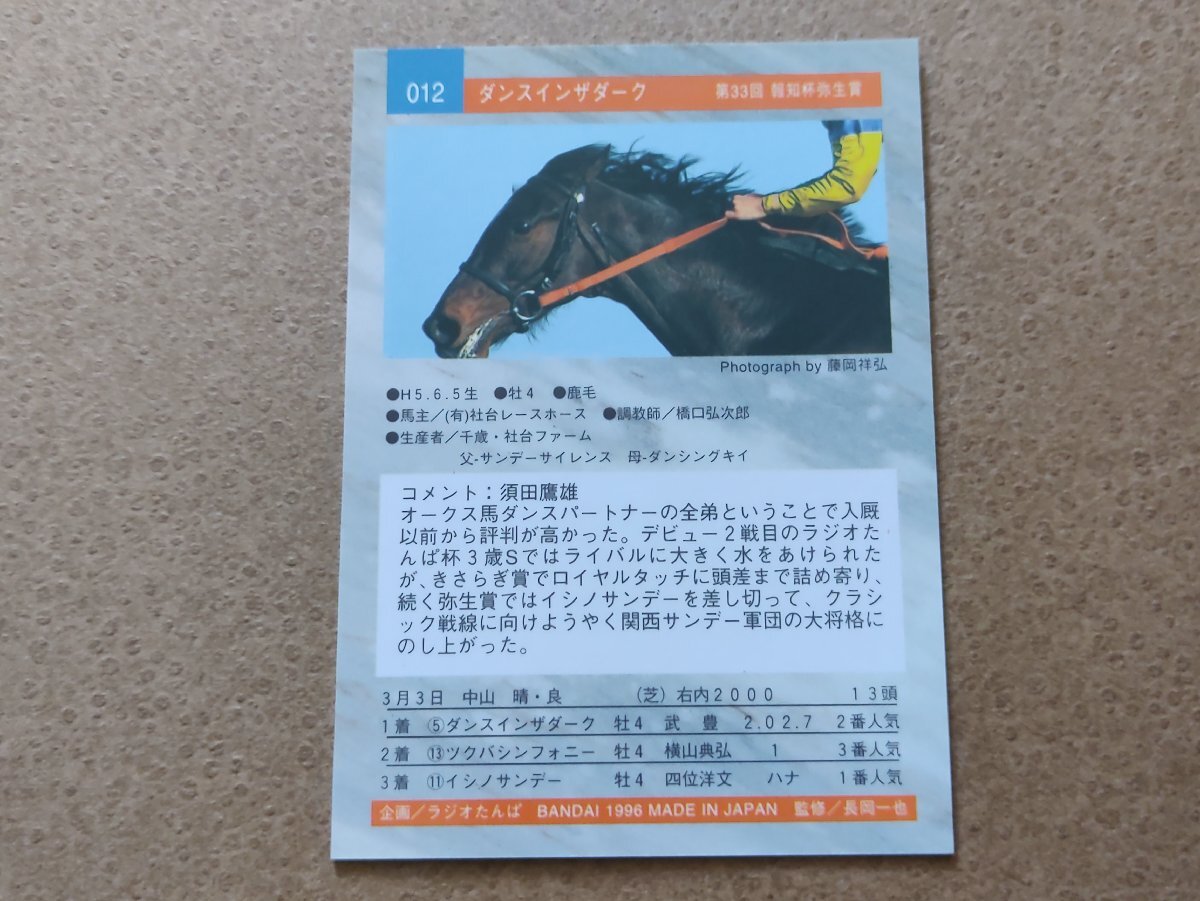 012 ダンスインザダーク 第33回 報知杯弥生賞
Photograph by 藤岡祥弘
●H5.6.5生 ●牡4 ●鹿毛
●馬主/(有)社台レースホース ●調教師/橋口弘次郎
●生産者/千歳・社台ファーム
父-サンデーサイレンス 母-ダンシングキイ
コメント:須田鷹雄
オークス馬ダンスパートナーの全弟ということで入厩
以前から評判が高かった。デビュー2戦目のラジオた
んぱ杯3歳Sではライバルに大きく水をあけられた
が、きさらぎ賞でロイヤルタッチに頭差まで詰め寄り、
続く弥生賞ではイシノサンデーを差し切って、クラシ
ック戦線に向けようやく関西サンデー軍団の大将格に
のし上がった。
3月3日 中山 晴・良 (芝)右内2000 13頭
1着 ⑤ダンスインザダーク 牡4 武 豊 2.02.7 2番人気
2着 ⑬ツクバシンフォニー 牡4 横山典弘 1 3番人気
3着 ⑪イシノサンデー 牡4 四位洋文 ハナ 1番人気
企画/ラジオたんぱ BANDAI 1996 MADE IN JAPAN 監修/長岡一也